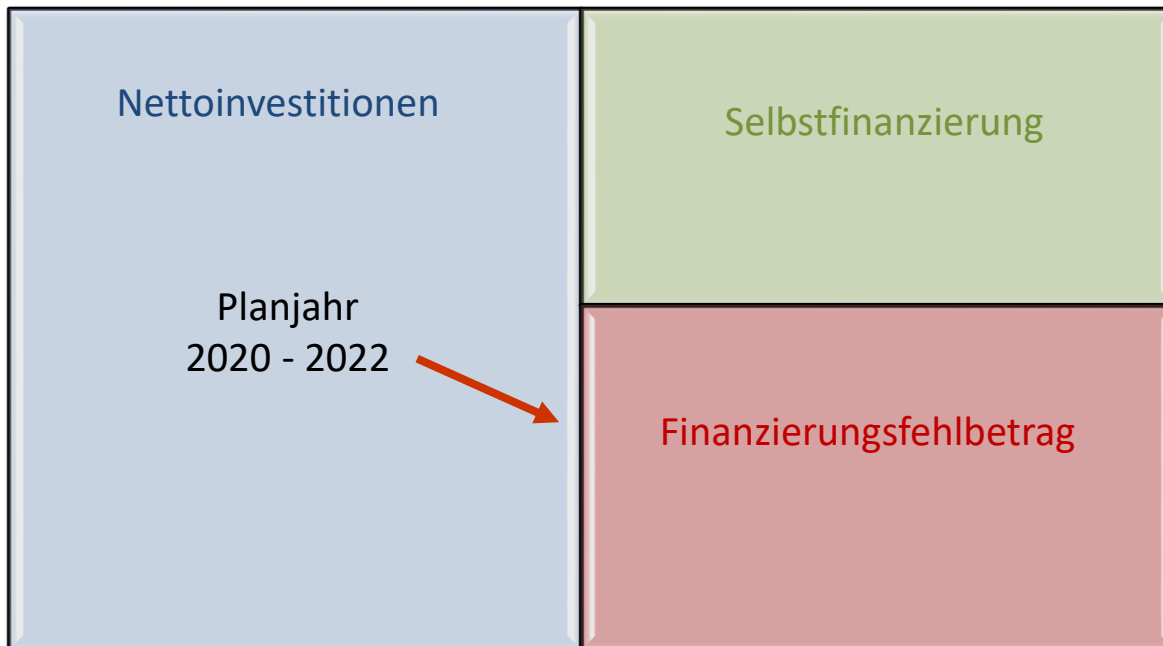 Nettoinvestitionen
Planjahr
2020 - 2022
Selbstfinanzierung
Finanzierungsfehlbetrag